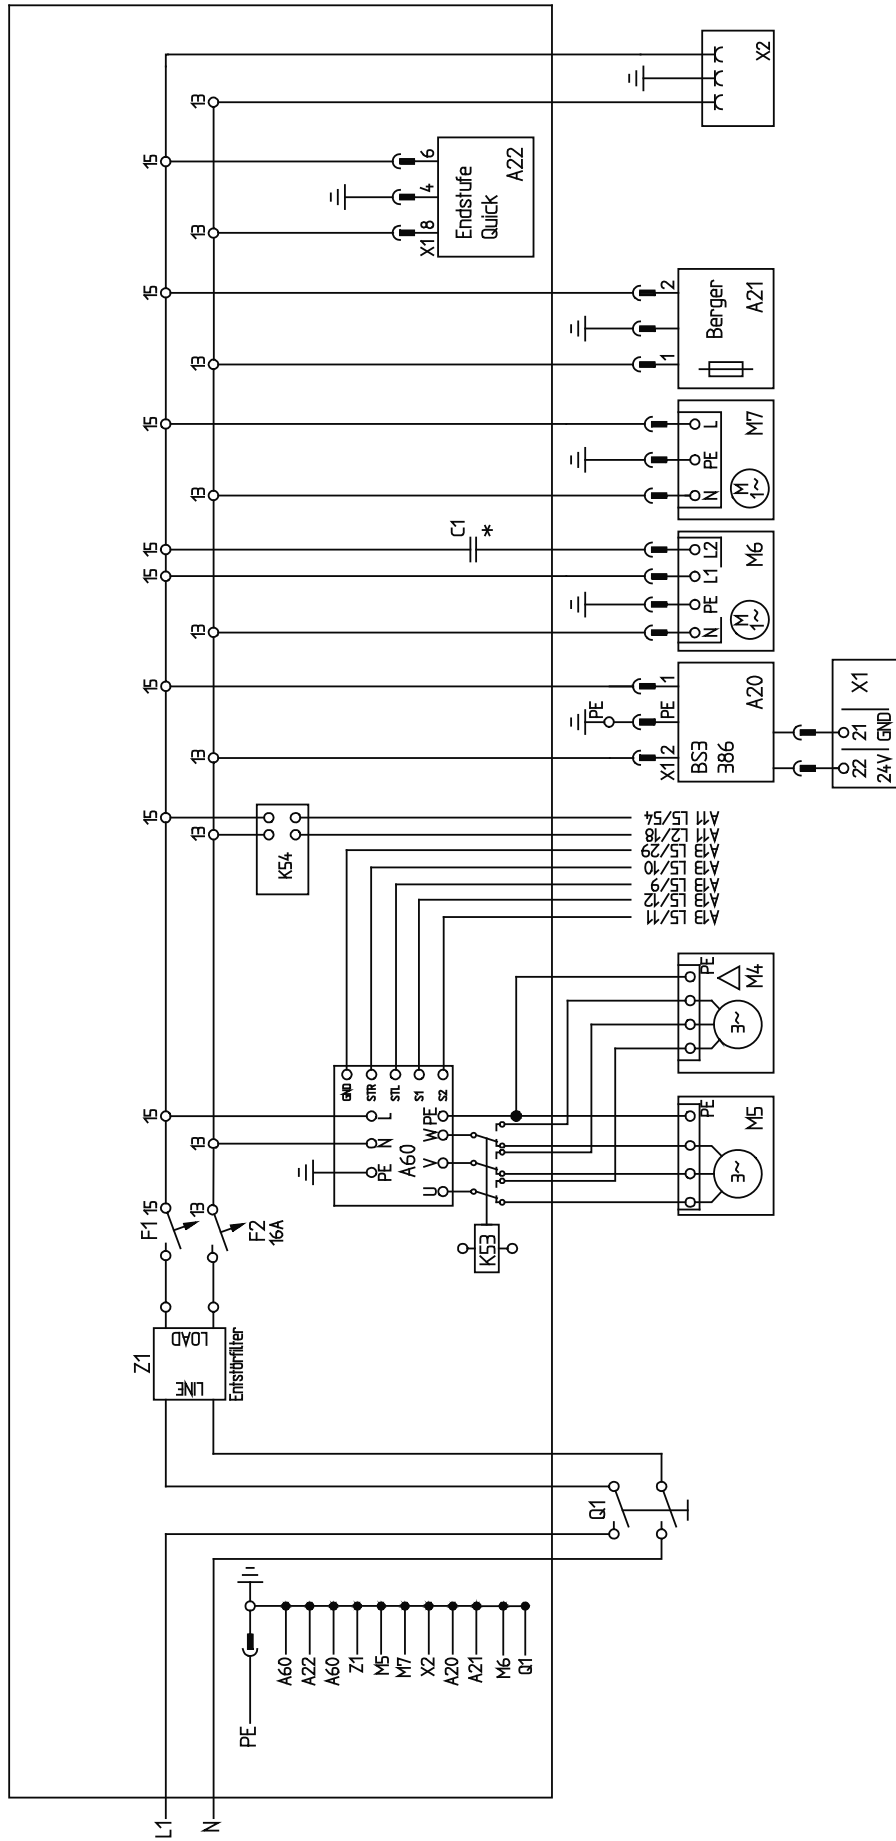 X2
13
15
6
4
8
X1
Endstufe
Quick
A22
13
15
2
1
Berger
A21
13
15
L
PE
N
M7
M
1~
13
15
C1
*
15
L2
L1
PE
N
M6
M
1~
13
15
1
PE
PE
2
X1
BS3
386
A20
X1
21
GND
22
24V
13
15
13
K54
A11 L5/54
A11 L2/18
A13 L5/29
A13 L5/10
A13 L5/9
A13 L5/12
A13 L5/11
PE
M4
3~
GND
STR
STL
S1
S2
15
L
N
PE
A60
PE
W
V
U
13
PE
M5
3~
K53
15
F1
13
F2
16A
Z1
LOAD
LINE
Entstörfilter
Q1
A60
A22
A60
Z1
M5
M7
X2
A20
A21
M6
Q1
PE
L1
N